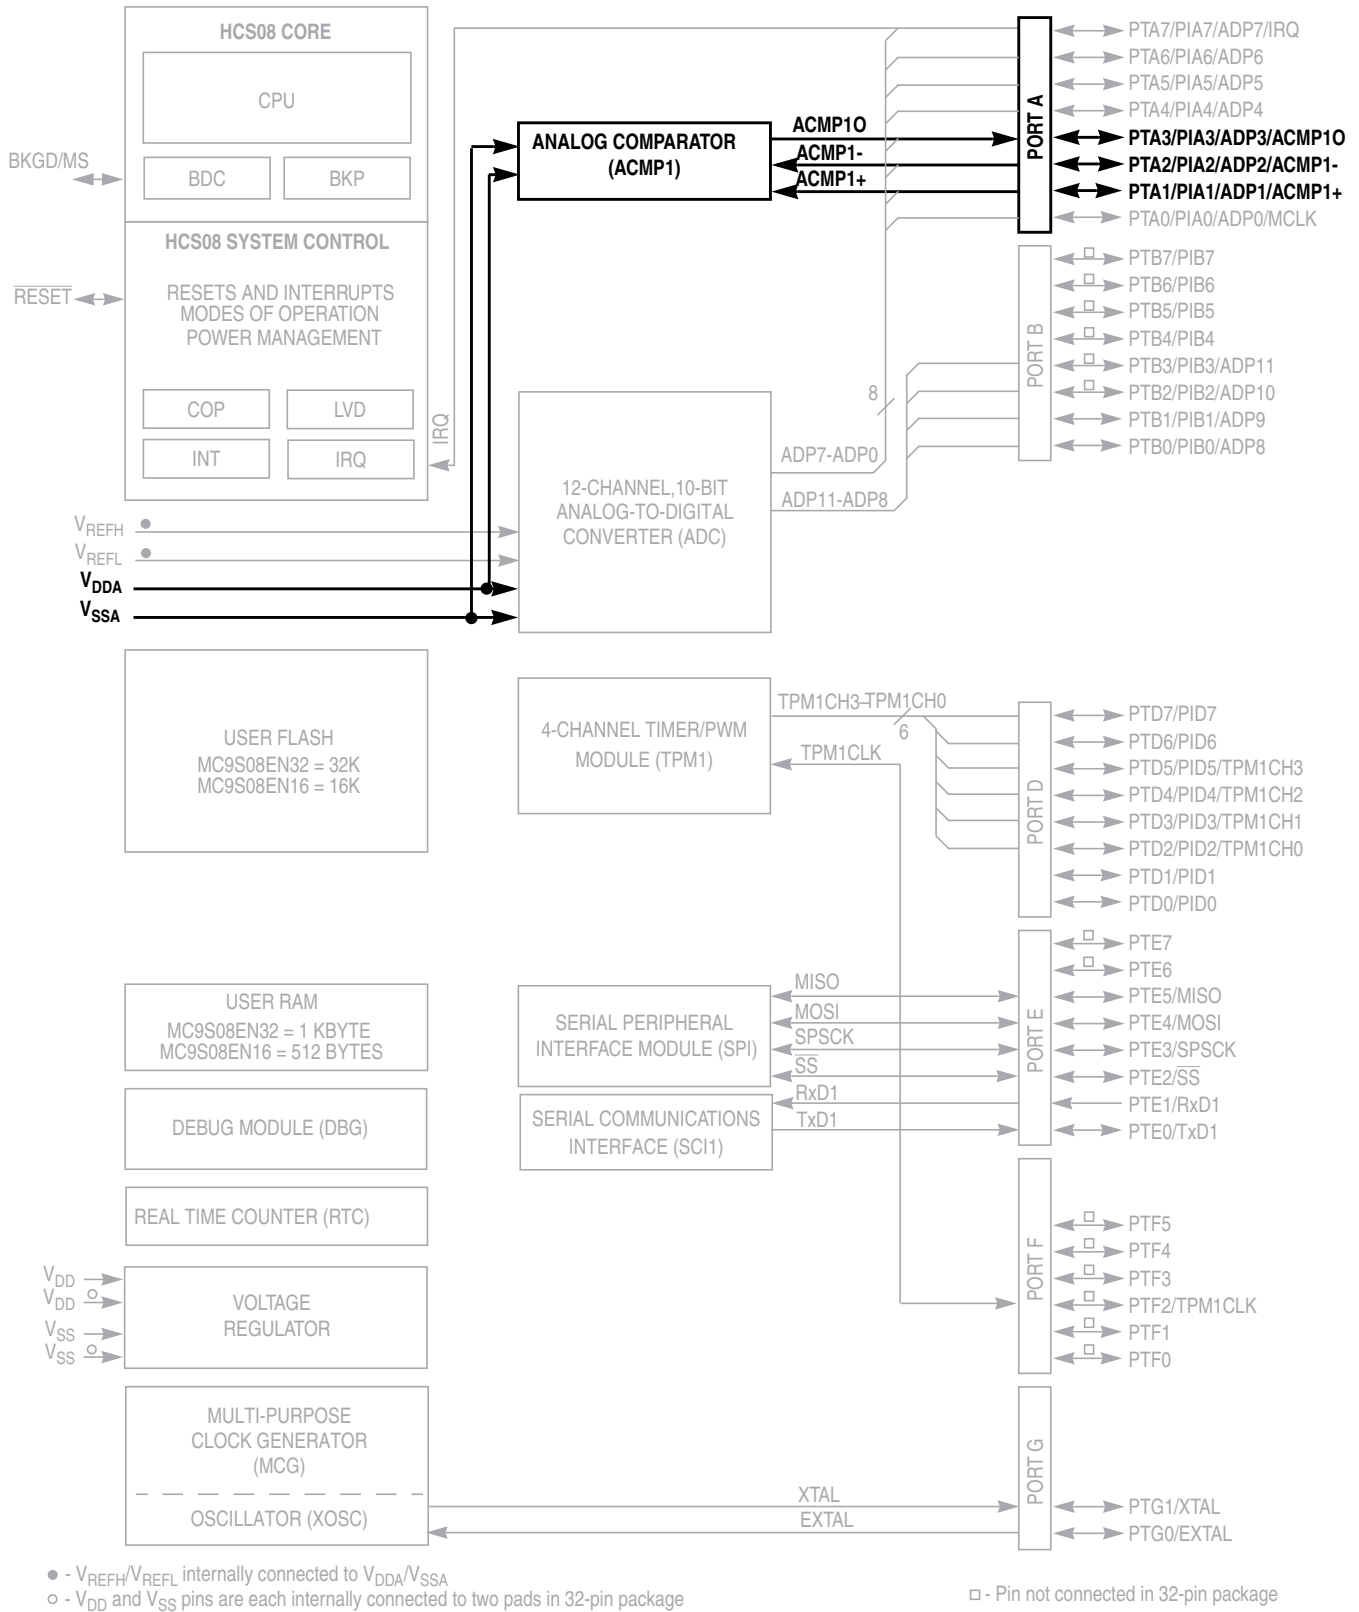 HCS08 CORE
CPU
BKGD/MS
BDC
BKP
HCS08 SYSTEM CONTROL
RESET
RESETS AND INTERRUPTS
MODES OF OPERATION
POWER MANAGEMENT
COP
LVD
INT
IRQ
IRQ
VREFH
VREFL
VDDA
VSSA
ANALOG COMPARATOR
(ACMP1)
ACMP1O
ACMP1-
ACMP1+
PORT A
PTA7/PIA7/ADP7/IRQ
PTA6/PIA6/ADP6
PTA5/PIA5/ADP5
PTA4/PIA4/ADP4
PTA3/PIA3/ADP3/ACMP1O
PTA2/PIA2/ADP2/ACMP1-
PTA1/PIA1/ADP1/ACMP1+
PTA0/PIA0/ADP0/MCLK
PORT B
PTB7/PIB7
PTB6/PIB6
PTB5/PIB5
PTB4/PIB4
PTB3/PIB3/ADP11
PTB2/PIB2/ADP10
PTB1/PIB1/ADP9
PTB0/PIB0/ADP8
8
ADP7-ADP0
ADP11-ADP8
12-CHANNEL,10-BIT
ANALOG-TO-DIGITAL
CONVERTER (ADC)
USER FLASH
MC9S08EN32 = 32K
MC9S08EN16 = 16K
4-CHANNEL TIMER/PWM
MODULE (TPM1)
TPM1CH3–TPM1CH0
6
TPM1CLK
PORT D
PTD7/PID7
PTD6/PID6
PTD5/PID5/TPM1CH3
PTD4/PID4/TPM1CH2
PTD3/PID3/TPM1CH1
PTD2/PID2/TPM1CH0
PTD1/PID1
PTD0/PID0
USER RAM
MC9S08EN32 = 1 KBYTE
MC9S08EN16 = 512 BYTES
SERIAL PERIPHERAL
INTERFACE MODULE (SPI)
MISO
MOSI
SPSCK
SS
RxD1
TxD1
SERIAL COMMUNICATIONS
INTERFACE (SCI1)
PORT E
PTE7
PTE6
PTE5/MISO
PTE4/MOSI
PTE3/SPSCK
PTE2/SS
PTE1/RxD1
PTE0/TxD1
DEBUG MODULE (DBG)
REAL TIME COUNTER (RTC)
VDD
VDD
VSS
VSS
VOLTAGE
REGULATOR
PORT F
PTF5
PTF4
PTF3
PTF2/TPM1CLK
PTF1
PTF0
MULTI-PURPOSE
CLOCK GENERATOR
(MCG)
OSCILLATOR (XOSC)
XTAL
EXTAL
PORT G
PTG1/XTAL
PTG0/EXTAL
● - VREFH/VREFL internally connected to VDDA/VSSA
○ - VDD and VSS pins are each internally connected to two pads in 32-pin package
□ - Pin not connected in 32-pin package